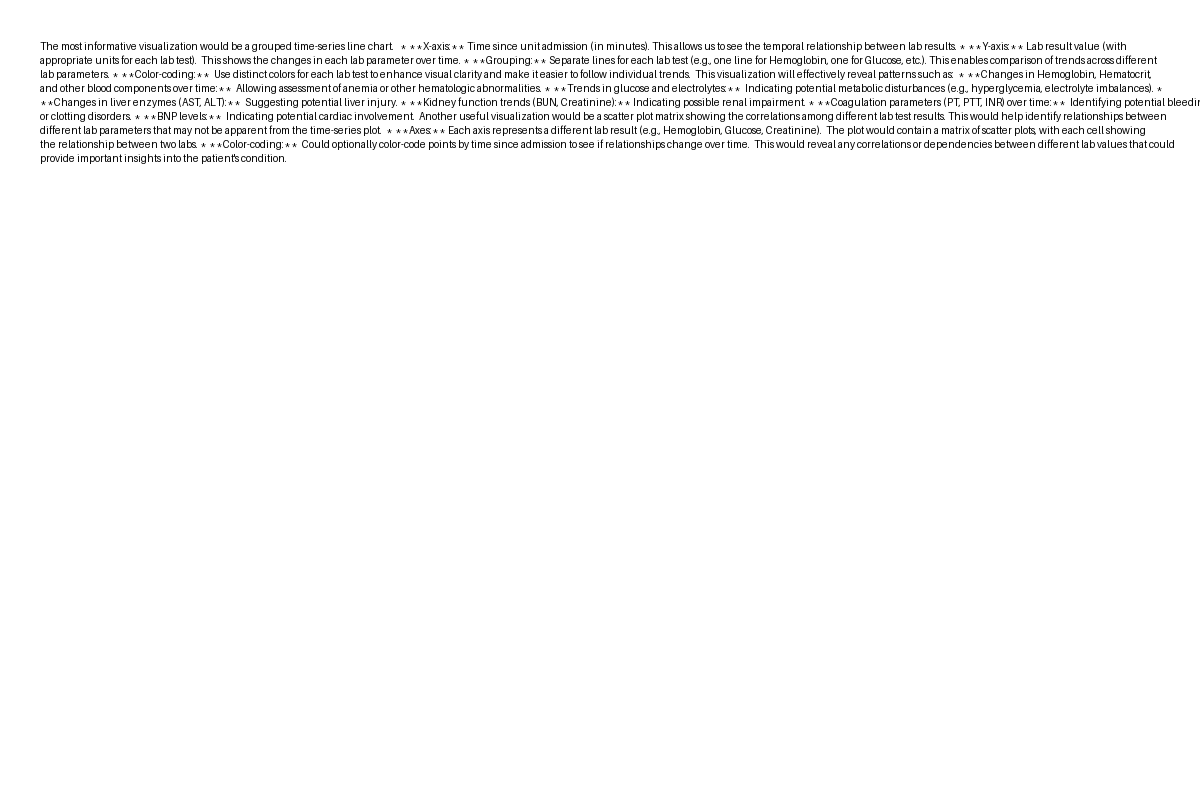 The most informative visualization would be a grouped time-series line chart.  * **X-axis:** Time since unit admission (in minutes). This allows us to see the temporal relationship between lab results. * **Y-axis:** Lab result value (with
appropriate units for each lab test).  This shows the changes in each lab parameter over time. * **Grouping:** Separate lines for each lab test (e.g., one line for Hemoglobin, one for Glucose, etc.). This enables comparison of trends across different
lab parameters. * **Color-coding:**  Use distinct colors for each lab test to enhance visual clarity and make it easier to follow individual trends.  This visualization will effectively reveal patterns such as:  * **Changes in Hemoglobin, Hematocrit,
and other blood components over time:**  Allowing assessment of anemia or other hematologic abnormalities. * **Trends in glucose and electrolytes:**  Indicating potential metabolic disturbances (e.g., hyperglycemia, electrolyte imbalances). *
**Changes in liver enzymes (AST, ALT):**  Suggesting potential liver injury. * **Kidney function trends (BUN, Creatinine):** Indicating possible renal impairment. * **Coagulation parameters (PT, PTT, INR) over time:**  Identifying potential
or clotting disorders. * **BNP levels:**  Indicating potential cardiac involvement.  Another useful visualization would be a scatter plot matrix showing the correlations among different lab test results. This would help identify relationships between
different lab parameters that may not be apparent from the time-series plot.  * **Axes:** Each axis represents a different lab result (e.g., Hemoglobin, Glucose, Creatinine).  The plot would contain a matrix of scatter plots, with each cell showing
the relationship between two labs. * **Color-coding:**  Could optionally color-code points by time since admission to see if relationships change over time.  This would reveal any correlations or dependencies between different lab values that could
provide important insights into the patient's condition.